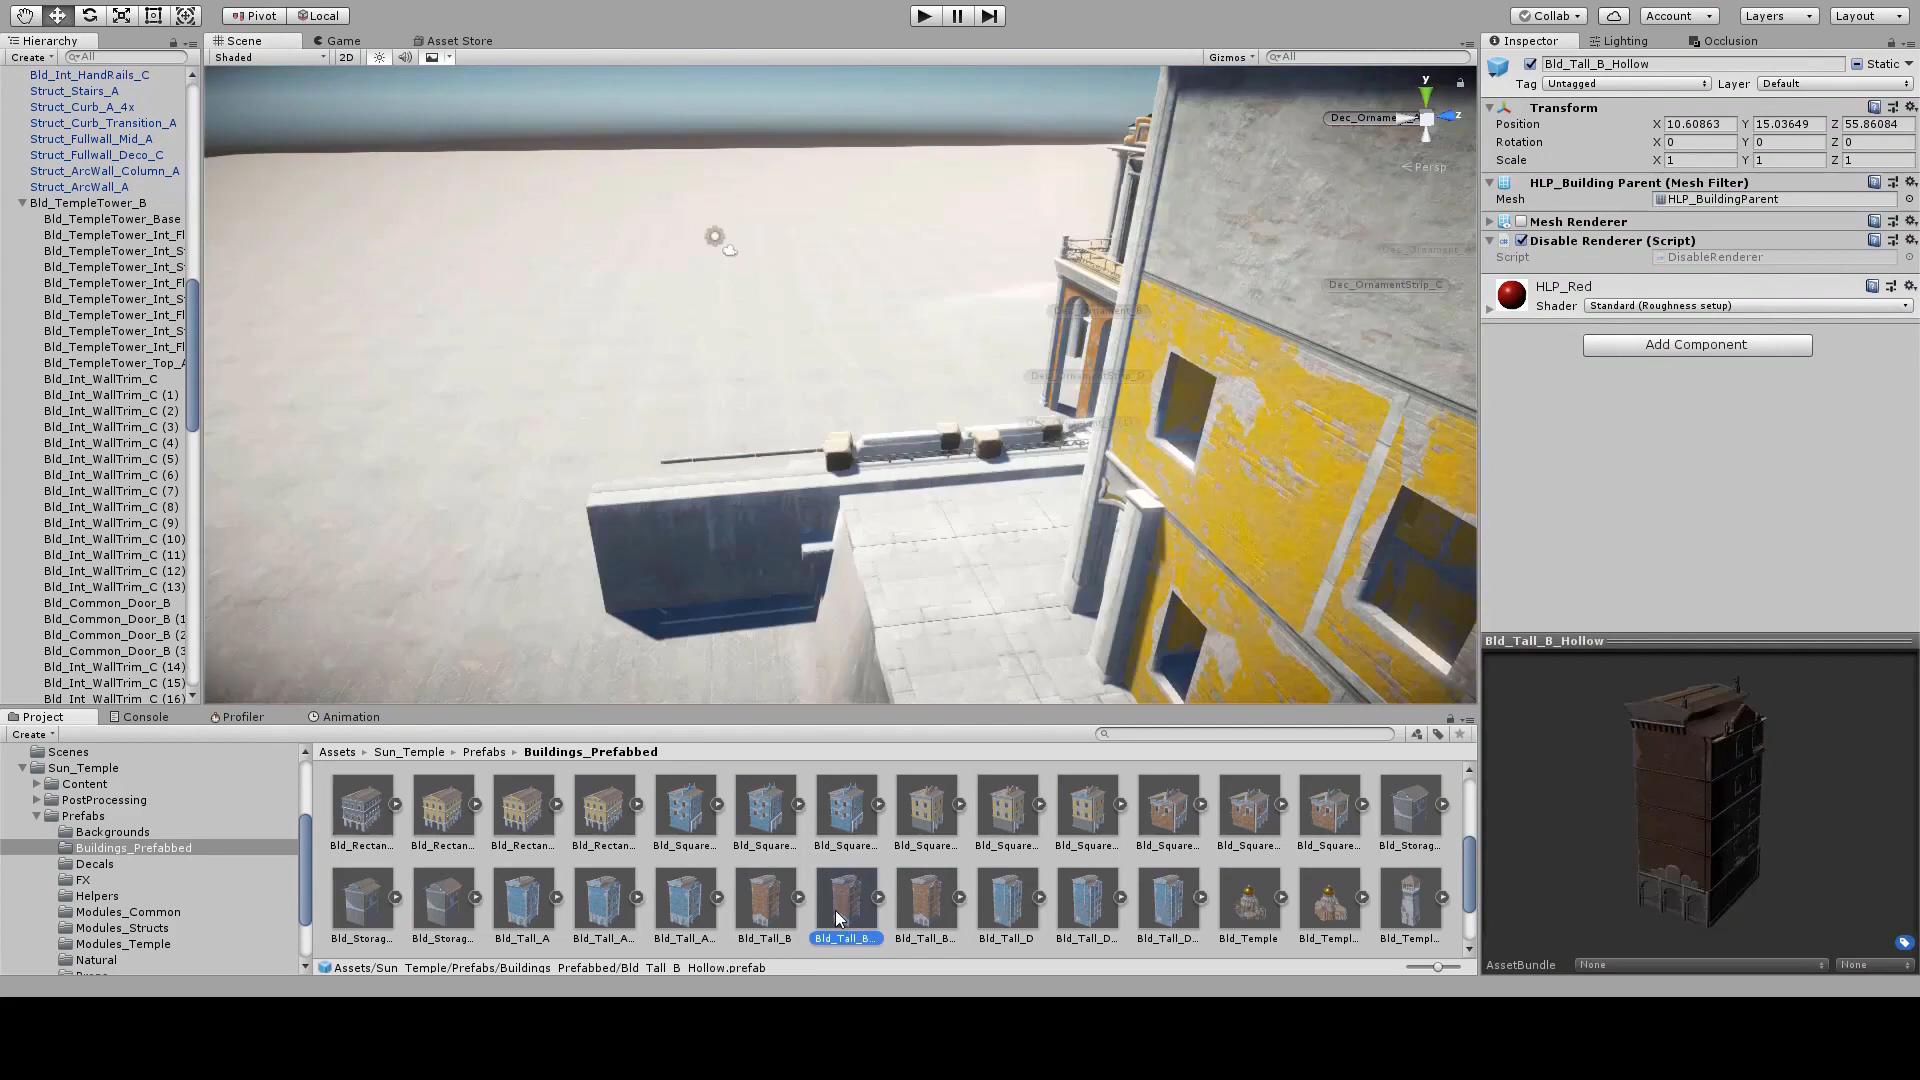 Pivot Local Collab Account Layers Layout
Hierarchy Scene Game Asset Store Inspector Lighting Occlusion
Create All Shaded 2D Gizmos All
Bld_Int_HandRails_C
Struct_Stairs_A
Struct_Curb_A_4x
Struct_Curb_Transition_A
Struct_Fullwall_Mid_A
Struct_Fullwall_Deco_C
Struct_ArcWall_Column_A
Struct_ArcWall_A
Bld_TempleTower_B
Bld_TempleTower_Base
Bld_TempleTower_Int_Fl
Bld_TempleTower_Int_St
Bld_TempleTower_Int_St
Bld_TempleTower_Int_Fl
Bld_TempleTower_Int_St
Bld_TempleTower_Int_Fl
Bld_TempleTower_Int_St
Bld_TempleTower_Int_Fl
Bld_TempleTower_Top_A
Bld_Int_WallTrim_C
Bld_Int_WallTrim_C (1)
Bld_Int_WallTrim_C (2)
Bld_Int_WallTrim_C (3)
Bld_Int_WallTrim_C (4)
Bld_Int_WallTrim_C (5)
Bld_Int_WallTrim_C (6)
Bld_Int_WallTrim_C (7)
Bld_Int_WallTrim_C (8)
Bld_Int_WallTrim_C (9)
Bld_Int_WallTrim_C (10)
Bld_Int_WallTrim_C (11)
Bld_Int_WallTrim_C (12)
Bld_Int_WallTrim_C (13)
Bld_Common_Door_B
Bld_Common_Door_B (1
Bld_Common_Door_B (2
Bld_Common_Door_B (3
Bld_Int_WallTrim_C (14)
Bld_Int_WallTrim_C (15)
Bld_Int_WallTrim_C (16)
y
z
Persp
Dec_OrnamentStrip_C
Bld_Tall_B_Hollow Static
Tag Untagged Layer Default
Transform
Position X 10.60863 Y 15.03649 Z 55.86084
Rotation X 0 Y 0 Z 0
Scale X 1 Y 1 Z 1
HLP_Building Parent (Mesh Filter)
Mesh HLP_BuildingParent
Mesh Renderer
Disable Renderer (Script)
Script DisableRenderer
HLP_Red
Shader Standard (Roughness setup)
Add Component
Bld_Tall_B_Hollow
AssetBundle None None
Project Console Profiler Animation
Create
Scenes
Sun_Temple
Content
PostProcessing
Prefabs
Backgrounds
Buildings_Prefabbed
Decals
FX
Helpers
Modules_Common
Modules_Structs
Modules_Temple
Natural
Assets Sun_Temple Prefabs Buildings_Prefabbed
Bld_Rectan... Bld_Rectan... Bld_Rectan... Bld_Rectan... Bld_Square... Bld_Square... Bld_Square... Bld_Square... Bld_Square... Bld_Square... Bld_Square... Bld_Square... Bld_Square... Bld_Storag...
Bld_Storag... Bld_Storag... Bld_Tall_A Bld_Tall_A... Bld_Tall_A... Bld_Tall_B Bld_Tall_B... Bld_Tall_B... Bld_Tall_D Bld_Tall_D... Bld_Tall_D... Bld_Temple Bld_Templ... Bld_Templ...
Assets/Sun_Temple/Prefabs/Buildings_Prefabbed/Bld_Tall_B_Hollow.prefab